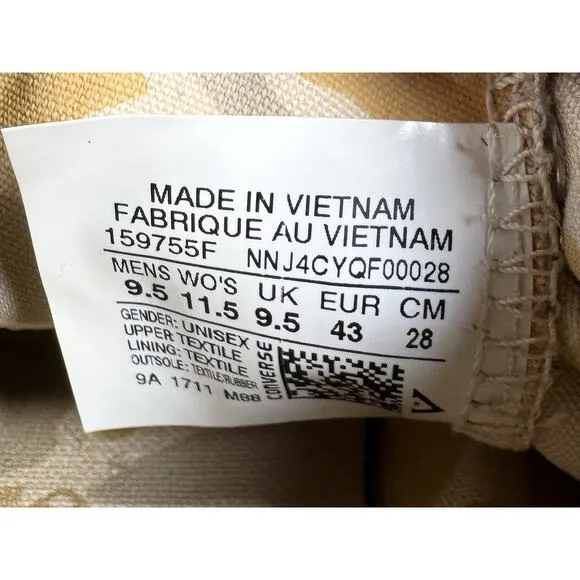 MADE IN VIETNAM
FABRIQUE AU VIETNAM
159755F NNJ4CYQF00028
MENS WO'S UK EUR CM
9.5 11.5 9.5 43 28
GENDER: UNISEX
UPPER: TEXTILE
LINING: TEXTILE
OUTSOLE: TEXTILE/RUBBER
9A 1711 M88
CONVERSE